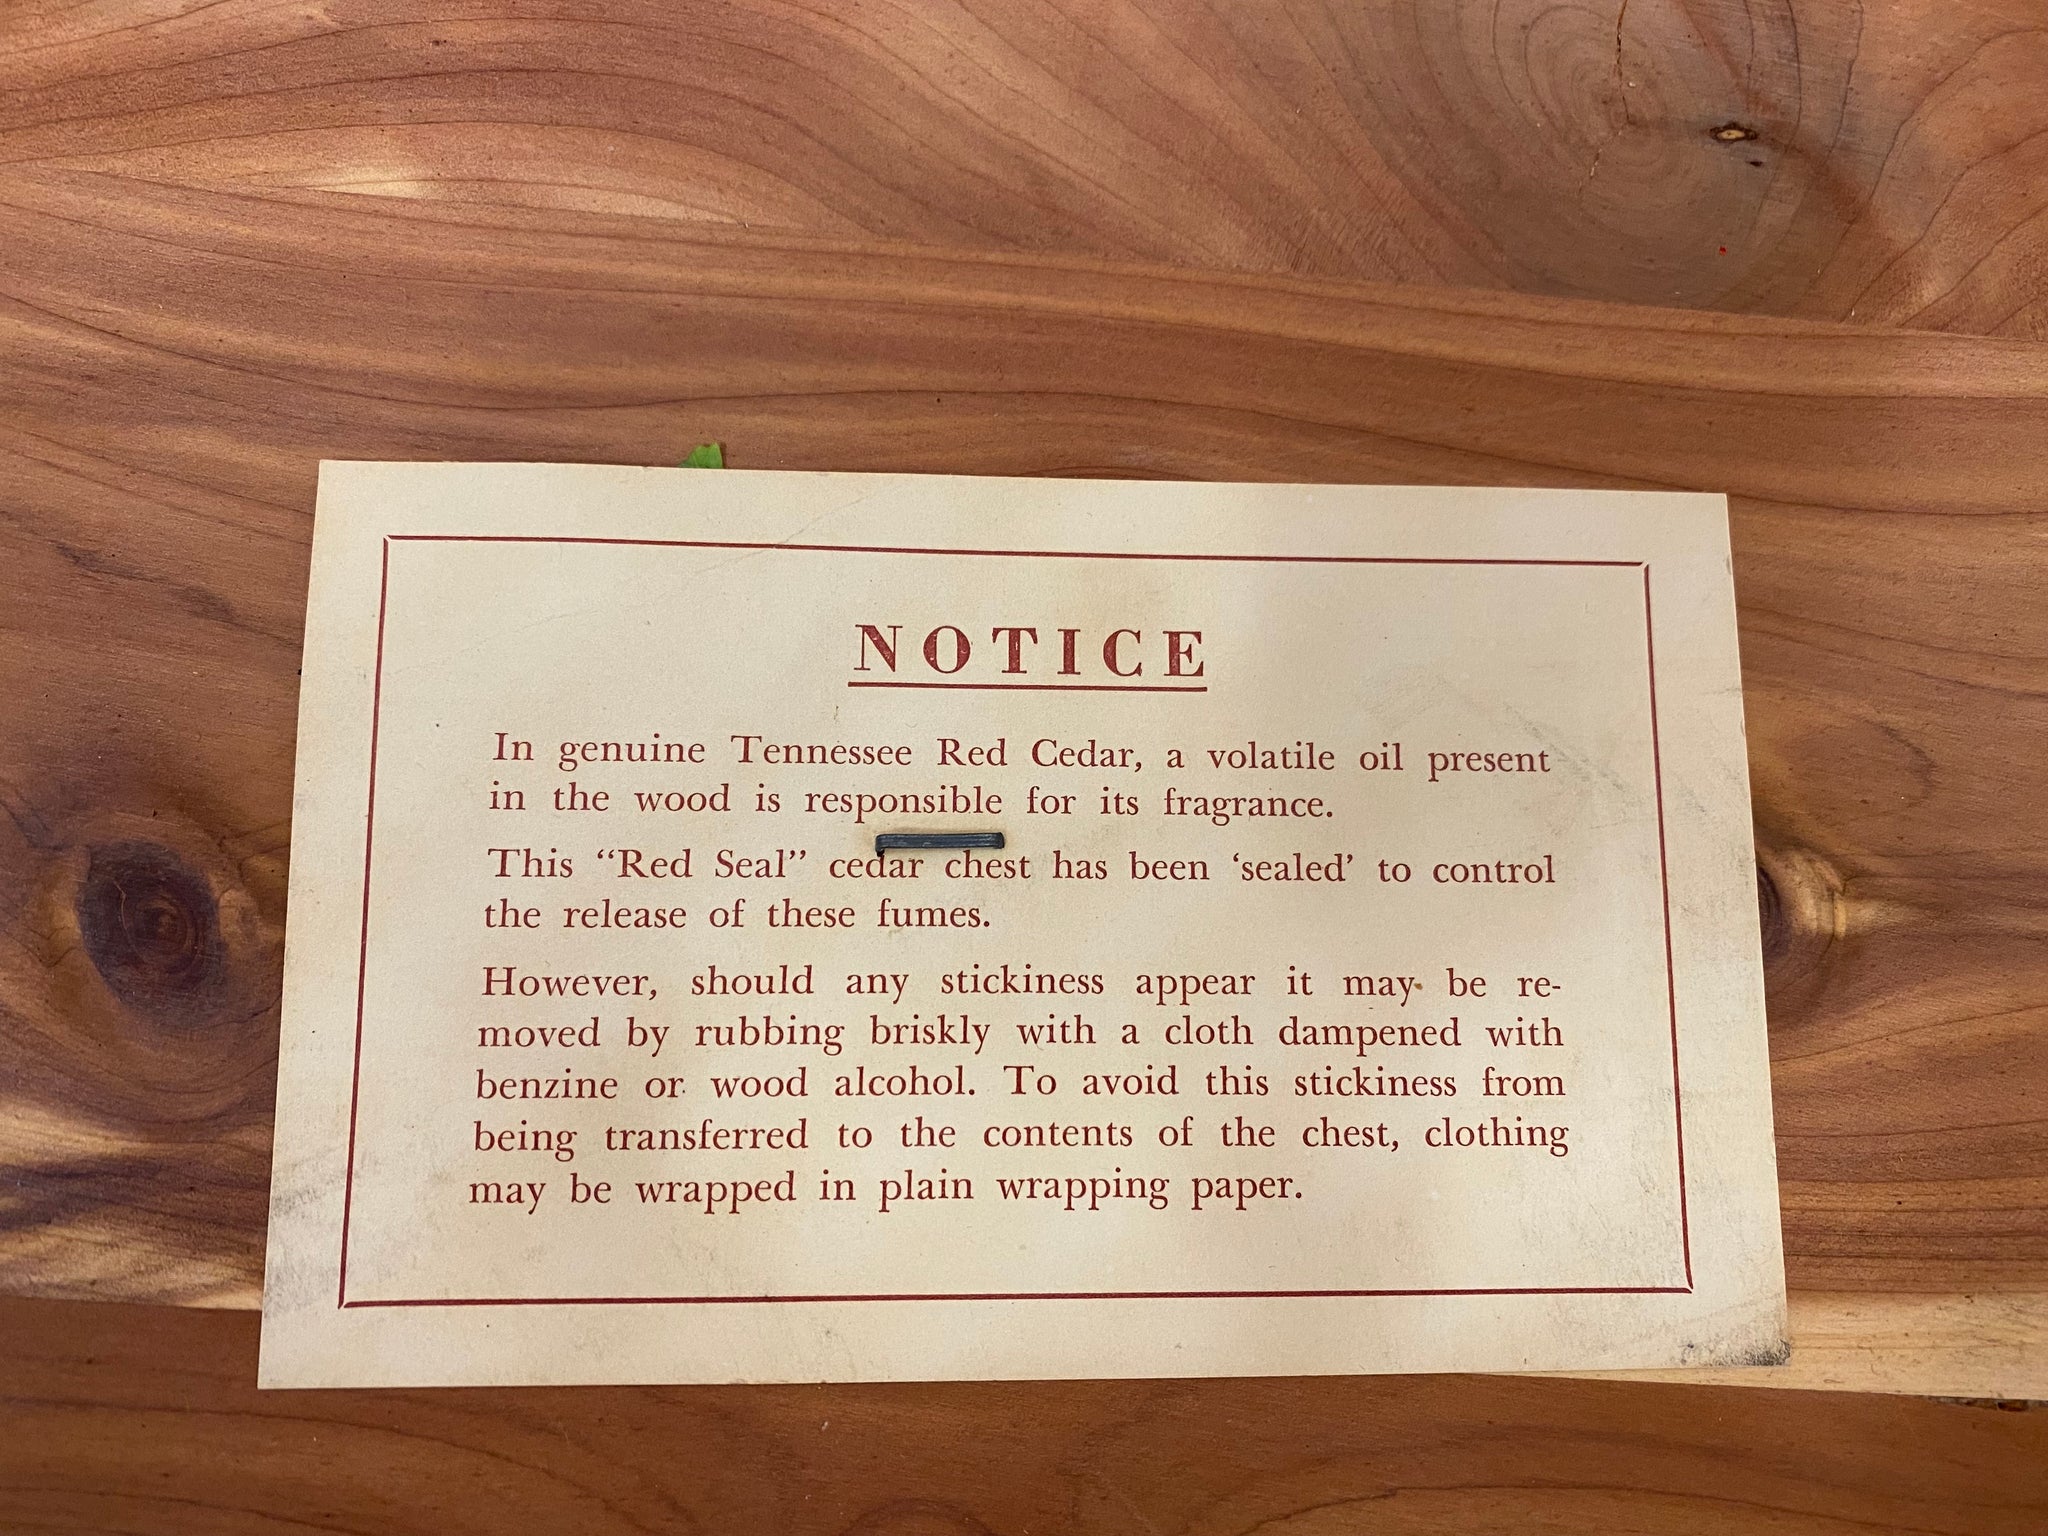 NOTICE
In genuine Tennessee Red Cedar, a volatile oil present
in the wood is responsible for its fragrance.
This “Red Seal” cedar chest has been ‘sealed’ to control
the release of these fumes.
However, should any stickiness appear it may be re-
moved by rubbing briskly with a cloth dampened with
benzine or wood alcohol. To avoid this stickiness from
being transferred to the contents of the chest, clothing
may be wrapped in plain wrapping paper.